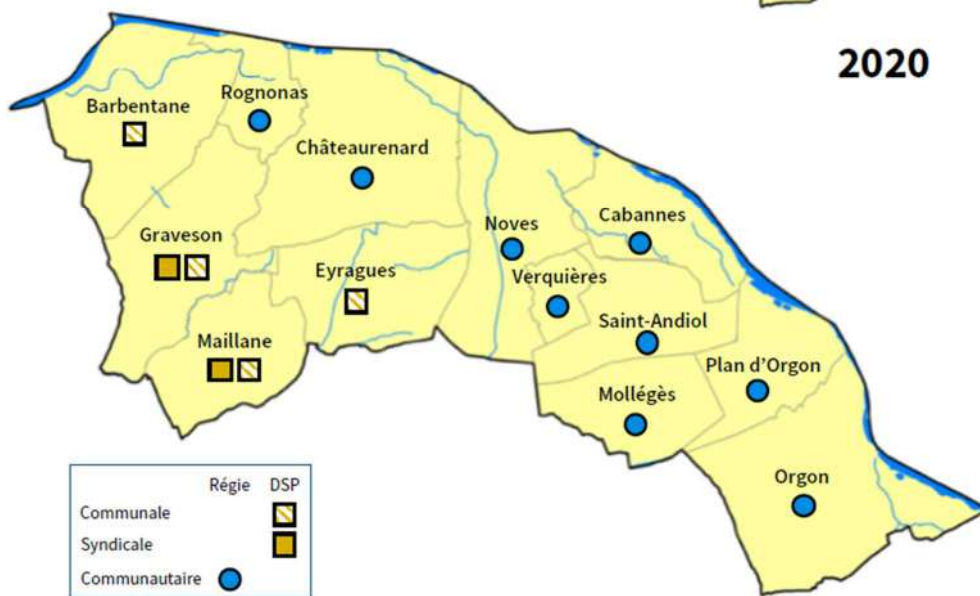 2020
Barbentane
Rognonas
Châteaurenard
Graveson
Eyragues
Noves
Cabannes
Verquières
Maillane
Saint-Andiol
Plan d'Orgon
Mollégès
Orgon
Régie DSP
Communale
Syndicale
Communautaire